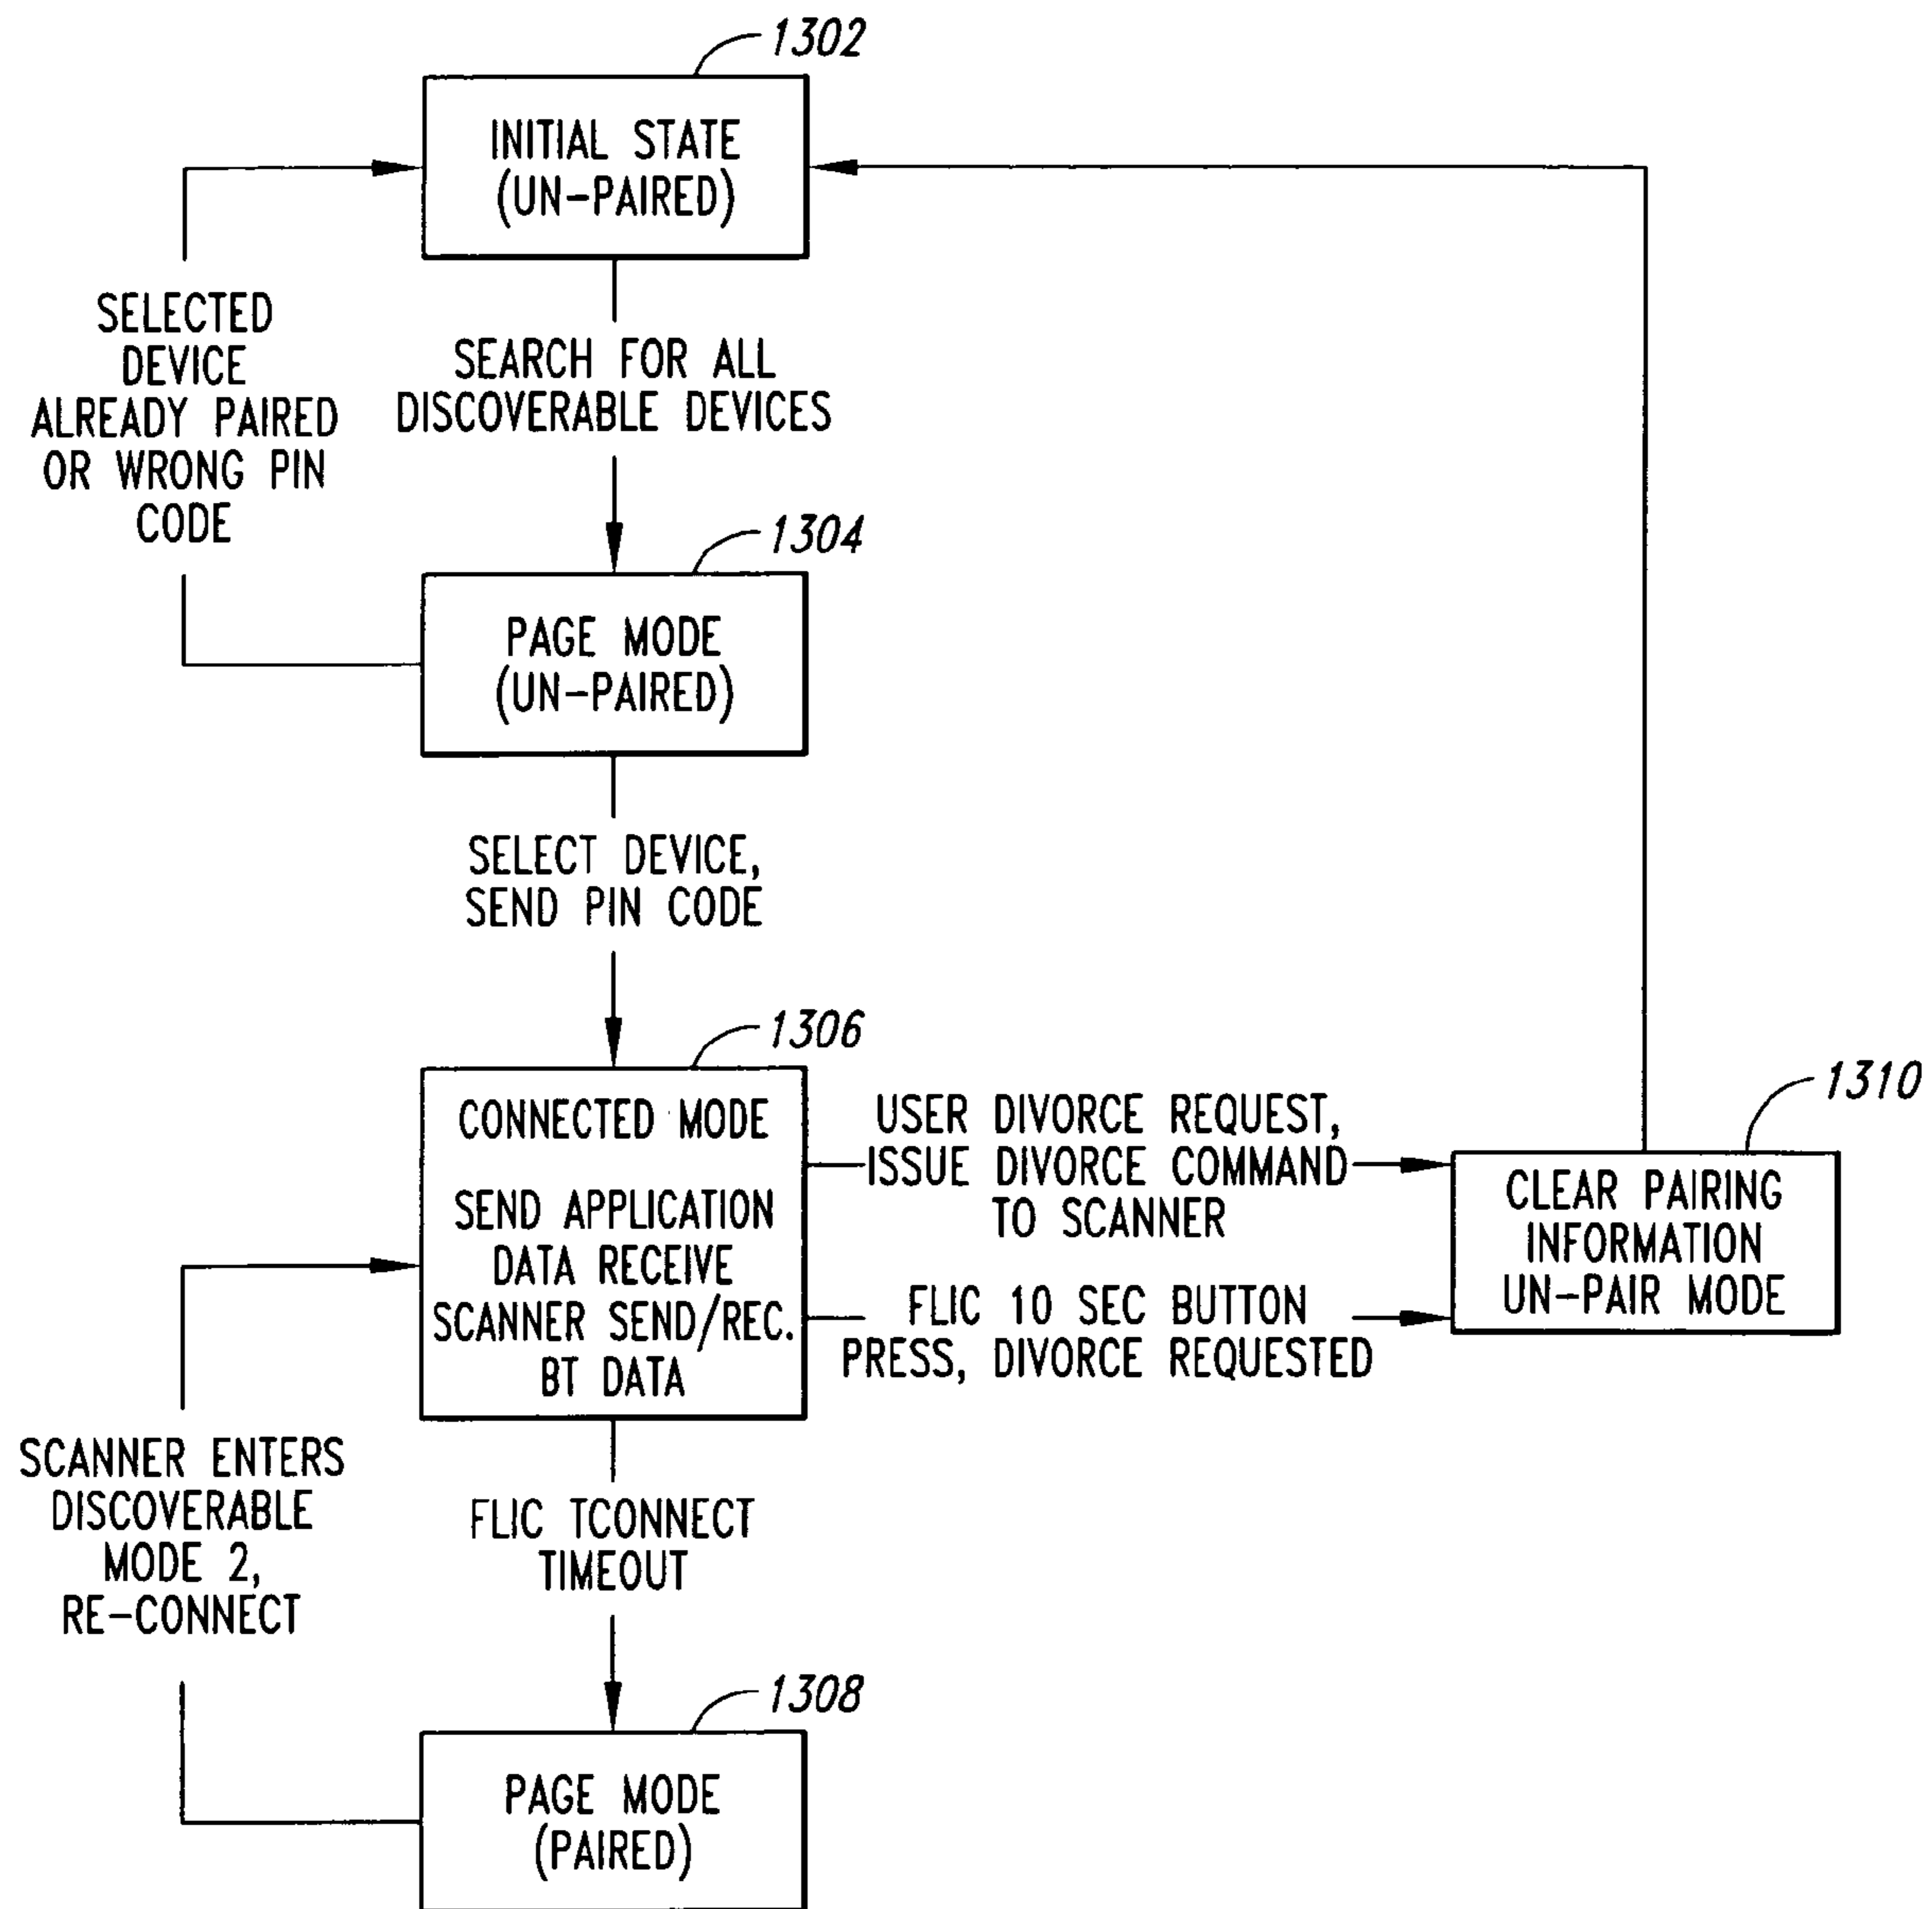 1302
INITIAL STATE
(UN-PAIRED)
SELECTED
DEVICE
ALREADY PAIRED
OR WRONG PIN
CODE
SEARCH FOR ALL
DISCOVERABLE DEVICES
1304
PAGE MODE
(UN-PAIRED)
SELECT DEVICE,
SEND PIN CODE
1306
CONNECTED MODE
SEND APPLICATION
DATA RECEIVE
SCANNER SEND/REC.
BT DATA
USER DIVORCE REQUEST,
ISSUE DIVORCE COMMAND
TO SCANNER
FLIC 10 SEC BUTTON
PRESS, DIVORCE REQUESTED
1310
CLEAR PAIRING
INFORMATION
UN-PAIR MODE
SCANNER ENTERS
DISCOVERABLE
MODE 2,
RE-CONNECT
FLIC TCONNECT
TIMEOUT
1308
PAGE MODE
(PAIRED)